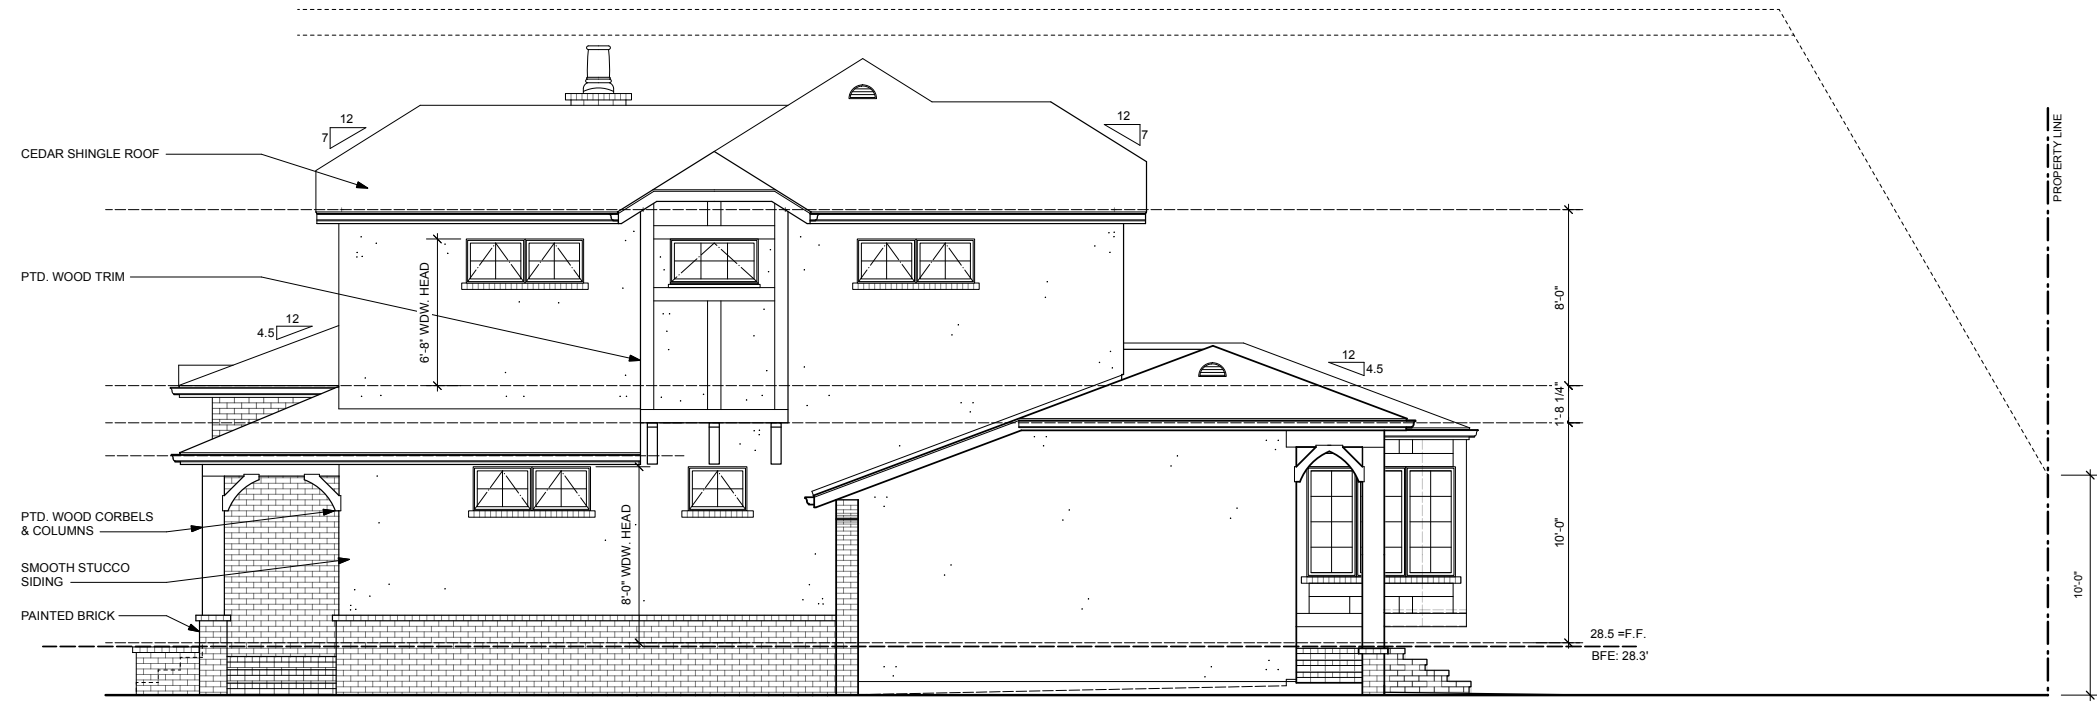 12
7
12
7
CEDAR SHINGLE ROOF
PROPERTY LINE
PTD. WOOD TRIM
6'-8" WDW. HEAD
8'-0"
12
4.5
12
4.5
1'-8 1/4"
PTD. WOOD CORBELS
& COLUMNS
8'-0" WDW. HEAD
10'-0"
SMOOTH STUCCO
SIDING
10'-0"
PAINTED BRICK
28.5 =F.F.
BFE: 28.3'